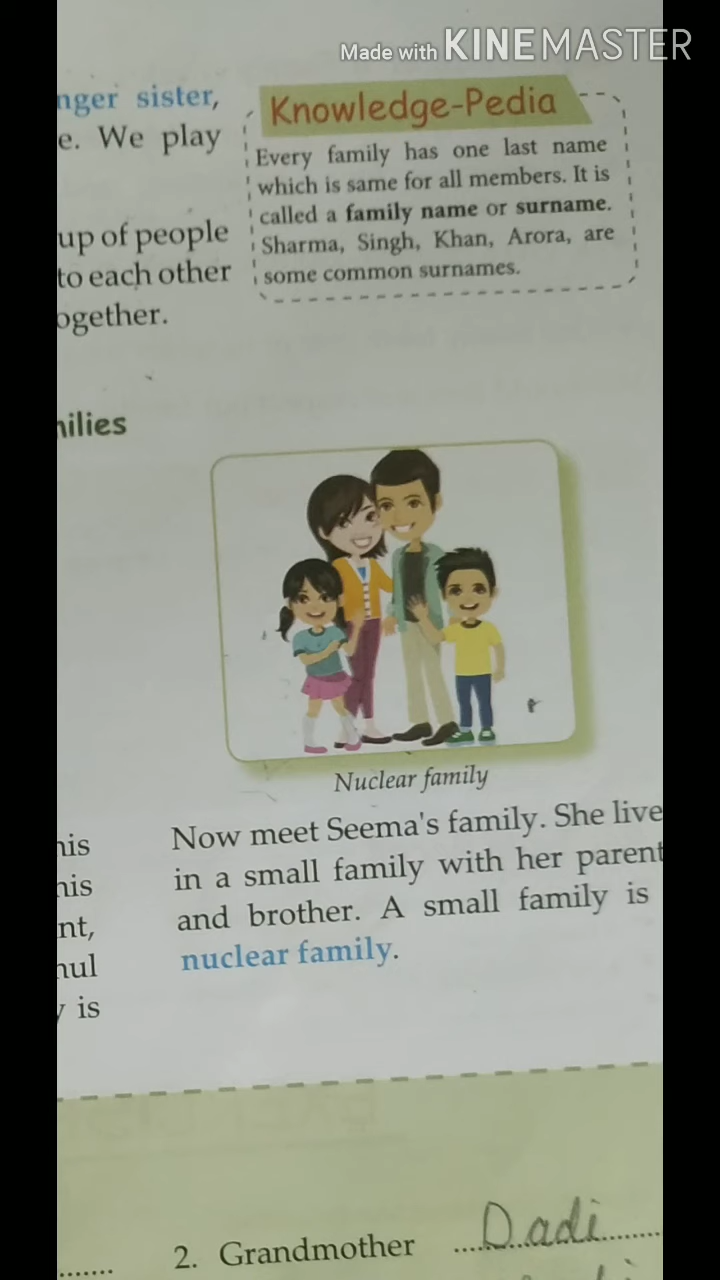 Made with KINEMASTER
nger sister,
e. We play
up of people
to each other
ogether.
Knowledge-Pedia
Every family has one last name
which is same for all members. It is
called a family name or surname.
Sharma, Singh, Khan, Arora, are
some common surnames.
ilies
Nuclear family
his
his
nt,
hul
y is
Now meet Seema's family. She live
in a small family with her parent
and brother. A small family is
nuclear family.
2. Grandmother Dadi